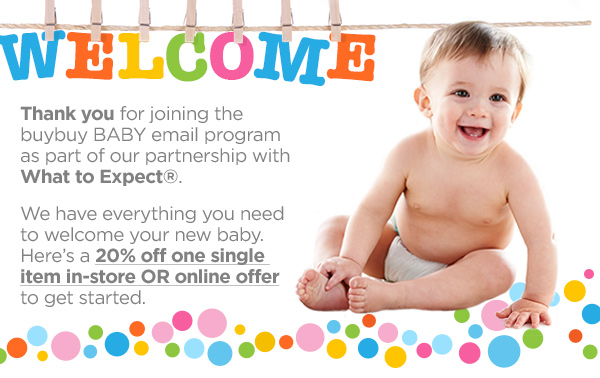 WELCOME
Thank you for joining the
buybuy BABY email program
as part of our partnership with
What to Expect®.
We have everything you need
to welcome your new baby.
Here's a 20% off one single
item in-store OR online offer
to get started.